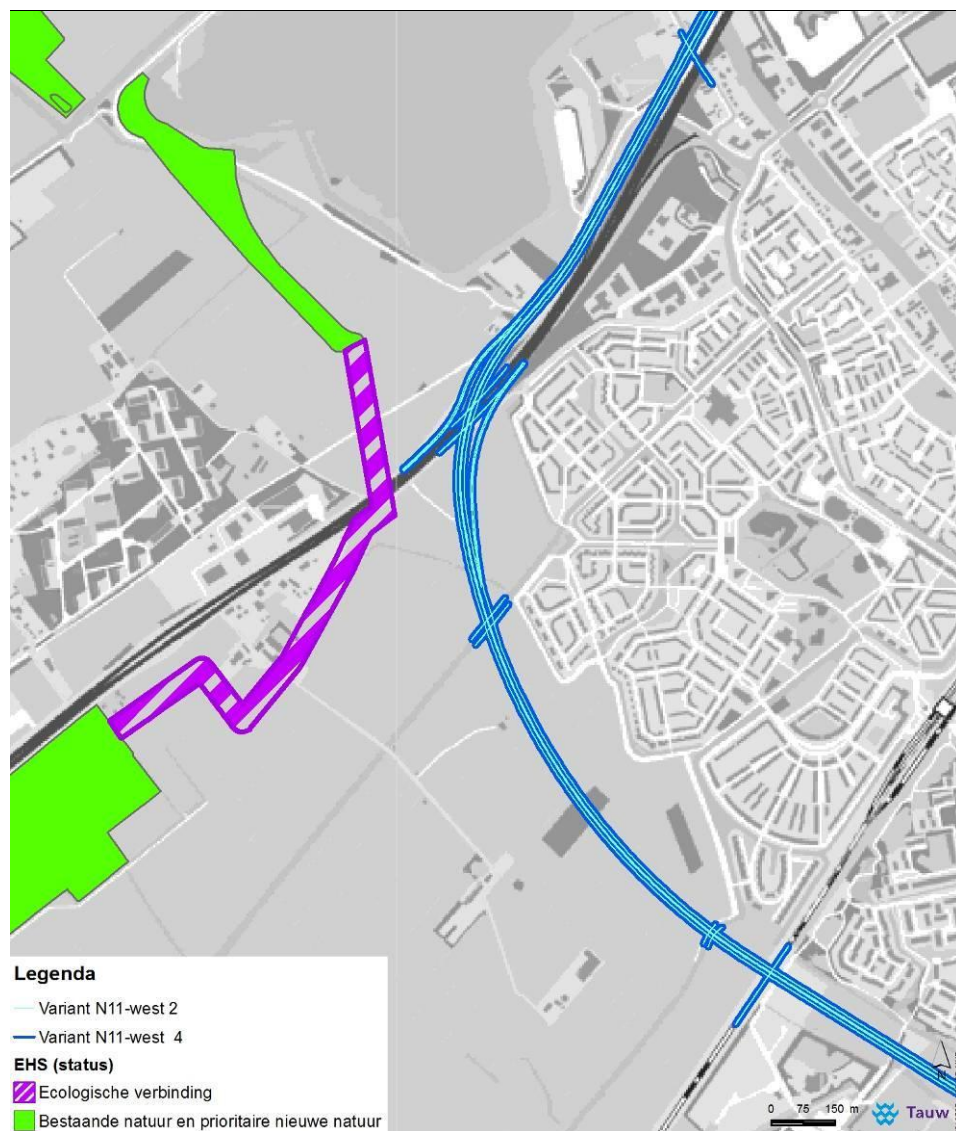 Legenda
Variant N11-west 2
Variant N11-west 4
EHS (status)
Ecologische verbinding
Bestaande natuur en prioritaire nieuwe natuur
0 75 150 m
N
Tauw